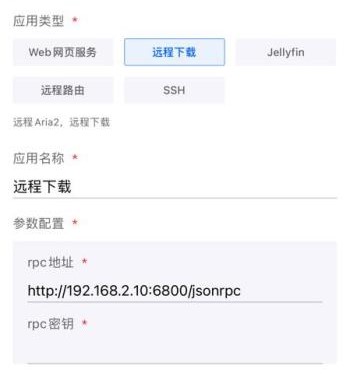 应用类型 *
Web网页服务 远程下载 Jellyfin
远程路由 SSH
远程Aria2，远程下载
应用名称 *
远程下载
参数配置 *
rpc地址 *
http://192.168.2.10:6800/jsonrpc
rpc密钥 *